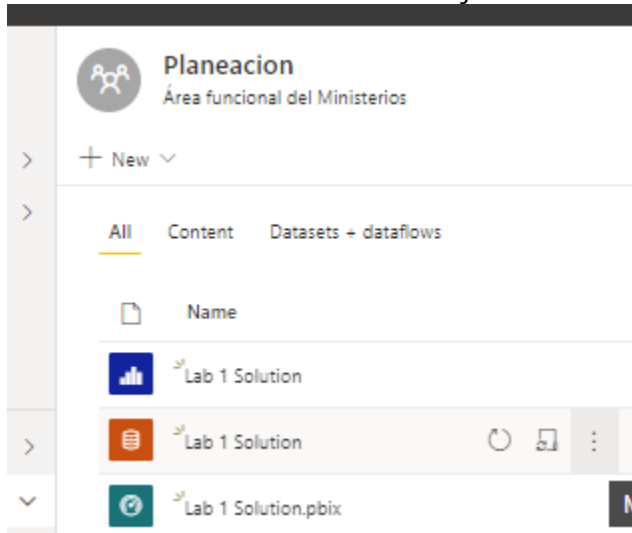 Planeacion
Área funcional del Ministerios
New
All Content Datasets + dataflows
Name
Lab 1 Solution
Lab 1 Solution
Lab 1 Solution.pbix